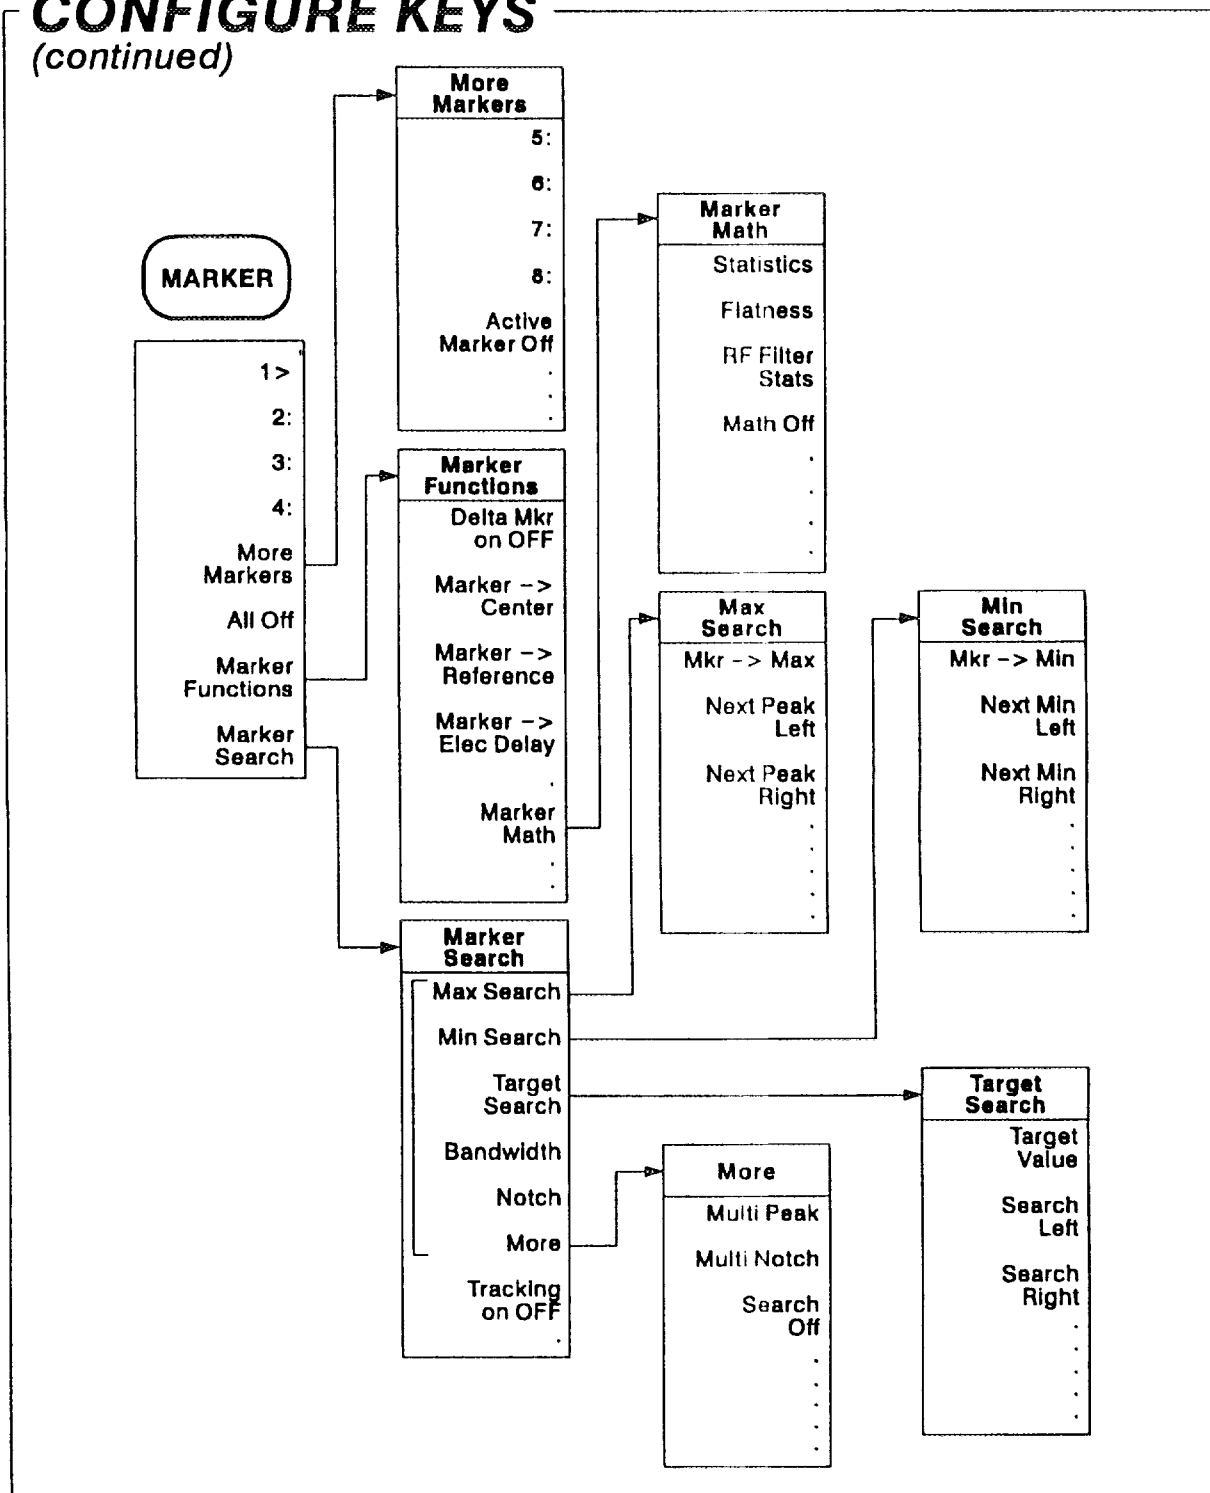 CONFIGURE KEYS
(continued)
MARKER
1 >
2:
3:
4:
More
Markers
All Off
Marker
Functions
Marker
Search
More
Markers
5:
6:
7:
8:
Active
Marker Off
.
.
.
Marker
Functions
Delta Mkr
on OFF
Marker –>
Center
Marker –>
Reference
Marker –>
Elec Delay
.
Marker
Math
.
.
Marker
Search
Max Search
Min Search
Target
Search
Bandwidth
Notch
More
Tracking
on OFF
.
Marker
Math
Statistics
Flatness
RF Filter
Stats
Math Off
.
.
.
.
Max
Search
Mkr –> Max
Next Peak
Left
Next Peak
Right
.
.
.
.
.
Min
Search
Mkr –> Min
Next Min
Left
Next Min
Right
.
.
.
.
.
More
Multi Peak
Multi Notch
Search
Off
.
.
.
.
.
Target
Search
Target
Value
Search
Left
Search
Right
.
.
.
.
.